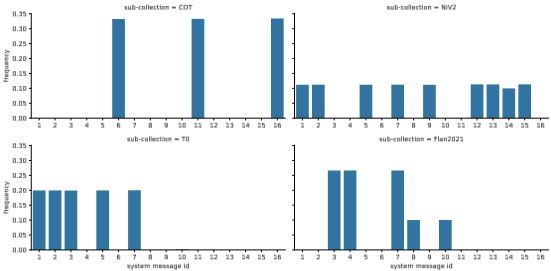 sub-collection = COT
sub-collection = NIV2
0.35
0.30
0.25
0.20
0.15
0.10
0.05
0.00
frequency
1 2 3 4 5 6 7 8 9 10 11 12 13 14 15 16
1 2 3 4 5 6 7 8 9 10 11 12 13 14 15 16
sub-collection = T0
sub-collection = Flan2021
0.35
0.30
0.25
0.20
0.15
0.10
0.05
0.00
frequency
1 2 3 4 5 6 7 8 9 10 11 12 13 14 15 16
1 2 3 4 5 6 7 8 9 10 11 12 13 14 15 16
system message id
system message id